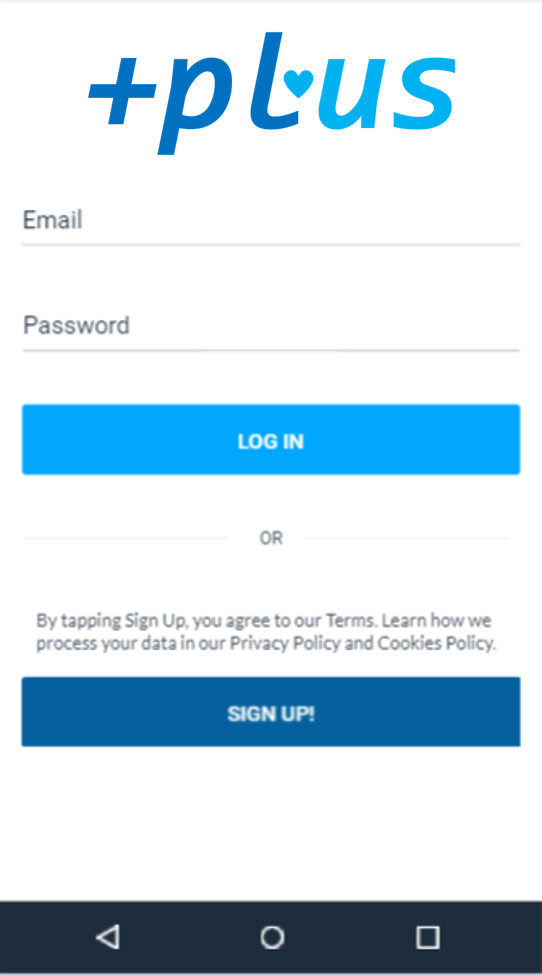 +plus
Email
Password
LOG IN
OR
By tapping Sign Up, you agree to our Terms. Learn how we
process your data in our Privacy Policy and Cookies Policy.
SIGN UP!